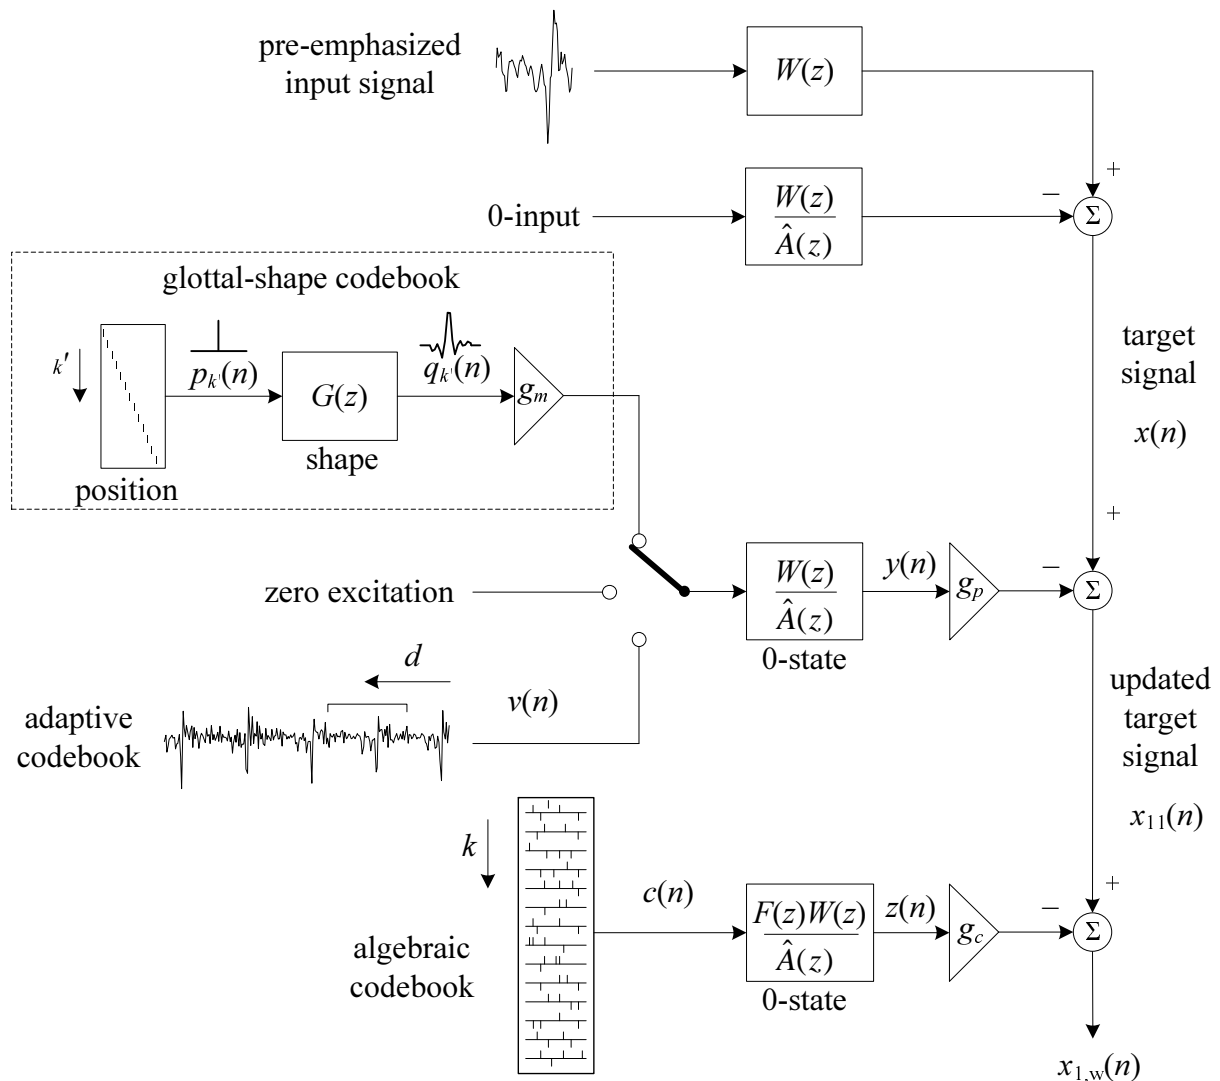 pre-emphasized
input signal
W(z)
+
0-input
W(z)
Â(z)
−
Σ
glottal-shape codebook
k'
p_k'(n)
G(z)
q_k'(n)
g_m
shape
position
target
signal
x(n)
+
zero excitation
W(z)
Â(z)
0-state
y(n)
g_p
−
Σ
d
v(n)
adaptive
codebook
updated
target
signal
x_11(n)
k
algebraic
codebook
c(n)
F(z)W(z)
Â(z)
0-state
z(n)
g_c
−
+
Σ
x_1,w(n)